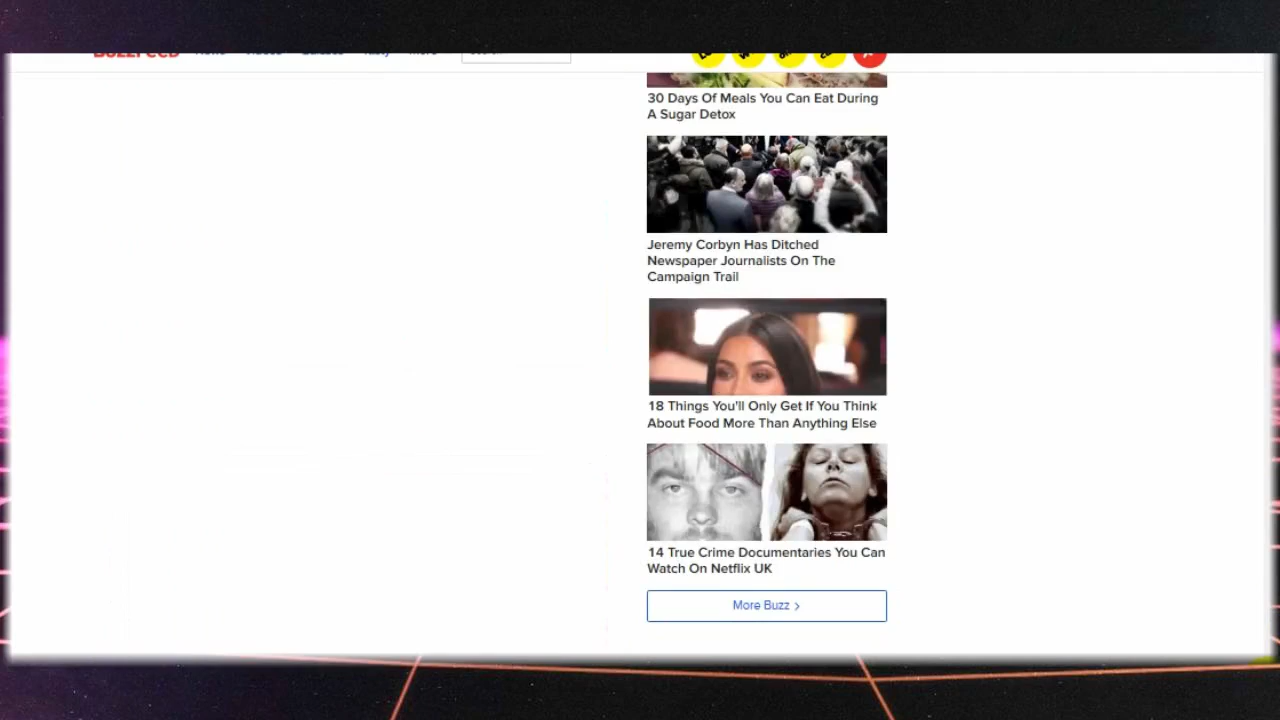 30 Days Of Meals You Can Eat During
A Sugar Detox
Jeremy Corbyn Has Ditched
Newspaper Journalists On The
Campaign Trail
18 Things You'll Only Get If You Think
About Food More Than Anything Else
14 True Crime Documentaries You Can
Watch On Netflix UK
More Buzz >